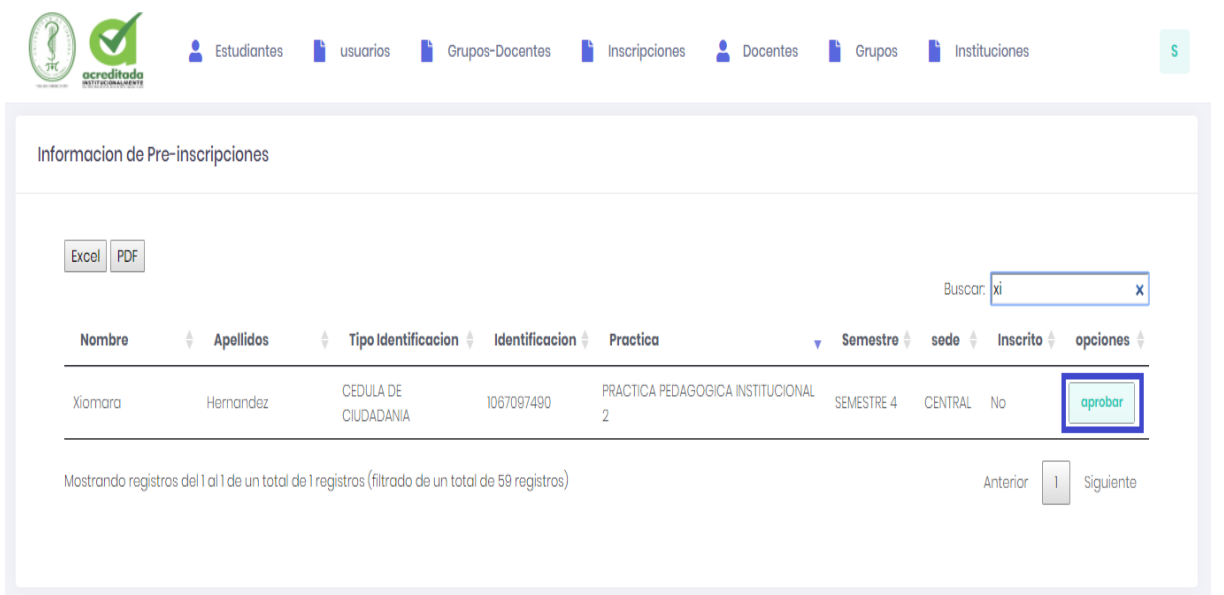 acreditada
INSTITUCIONALMENTE
Estudiantes usuarios Grupos-Docentes Inscripciones Docentes Grupos Instituciones S
Informacion de Pre-inscripciones
Excel PDF
Buscar: xi x
Nombre Apellidos Tipo Identificacion Identificacion Practica Semestre sede Inscrito opciones
Xiomara Hernandez CEDULA DE CIUDADANIA 1067097490 PRACTICA PEDAGOGICA INSTITUCIONAL 2 SEMESTRE 4 CENTRAL No aprobar
Mostrando registros del 1 al 1 de un total de 1 registros (filtrado de un total de 59 registros)
Anterior 1 Siguiente